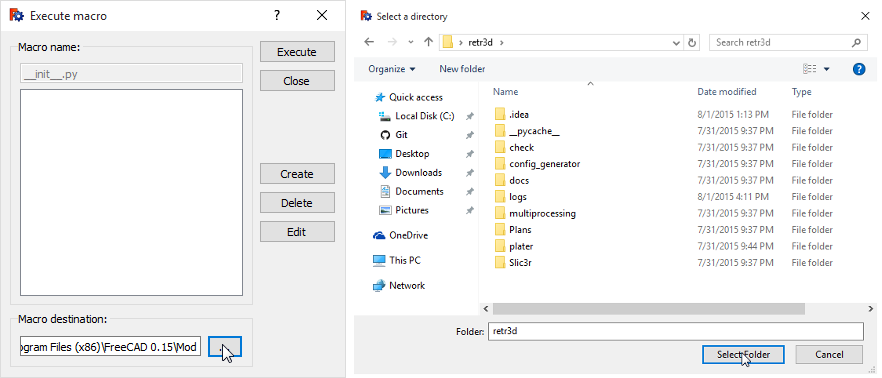 Execute macro
Macro name:
__init__.py
Execute
Close
Create
Delete
Edit
Macro destination:
ogram Files (x86)\FreeCAD 0.15\Mod
Select a directory
retr3d
Search retr3d
Organize
New folder
Name Date modified Type
Quick access
Local Disk (C:)
Git
Desktop
Downloads
Documents
Pictures
OneDrive
This PC
Network
.idea 8/1/2015 1:13 PM File folder
__pycache__ 7/31/2015 9:37 PM File folder
check 7/31/2015 9:37 PM File folder
config_generator 7/31/2015 9:37 PM File folder
docs 7/31/2015 9:37 PM File folder
logs 8/1/2015 4:11 PM File folder
multiprocessing 7/31/2015 9:37 PM File folder
Plans 7/31/2015 9:37 PM File folder
plater 7/31/2015 9:44 PM File folder
Slic3r 7/31/2015 9:37 PM File folder
Folder: retr3d
Select Folder
Cancel